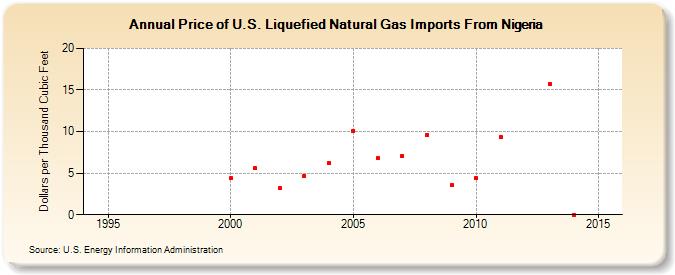 Annual Price of U.S. Liquefied Natural Gas Imports From Nigeria
Dollars per Thousand Cubic Feet
20
15
10
5
0
1995 2000 2005 2010 2015
Source: U.S. Energy Information Administration